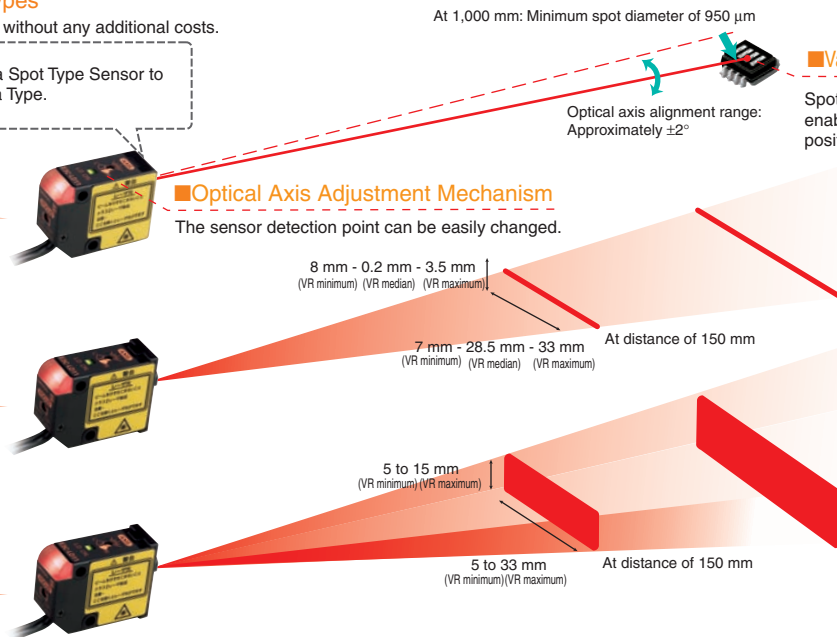 ypes
without any additional costs.
a Spot Type Sensor to
a Type.
At 1,000 mm: Minimum spot diameter of 950 μm
Optical axis alignment range:
Approximately ±2°
■Va
Spot
enab
posit
■Optical Axis Adjustment Mechanism
The sensor detection point can be easily changed.
8 mm - 0.2 mm - 3.5 mm
(VR minimum) (VR median) (VR maximum)
7 mm - 28.5 mm - 33 mm
(VR minimum) (VR median) (VR maximum)
At distance of 150 mm
5 to 15 mm
(VR minimum)(VR maximum)
5 to 33 mm
(VR minimum)(VR maximum)
At distance of 150 mm